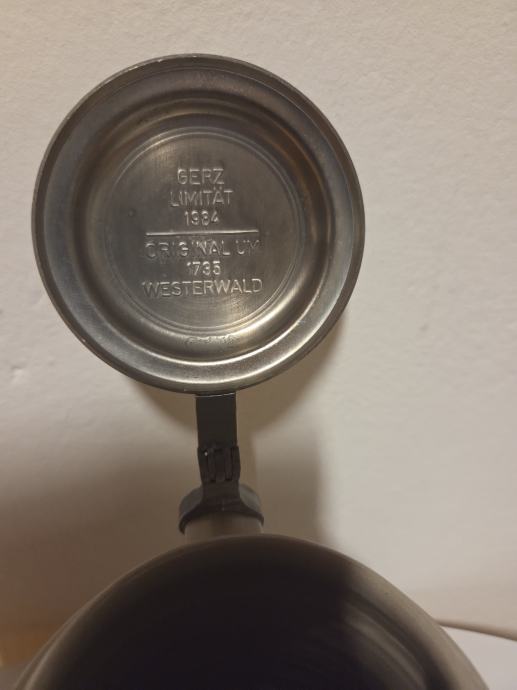 GERZ
LIMITÄT
1984
ORIGINAL UM
1735
WESTERWALD